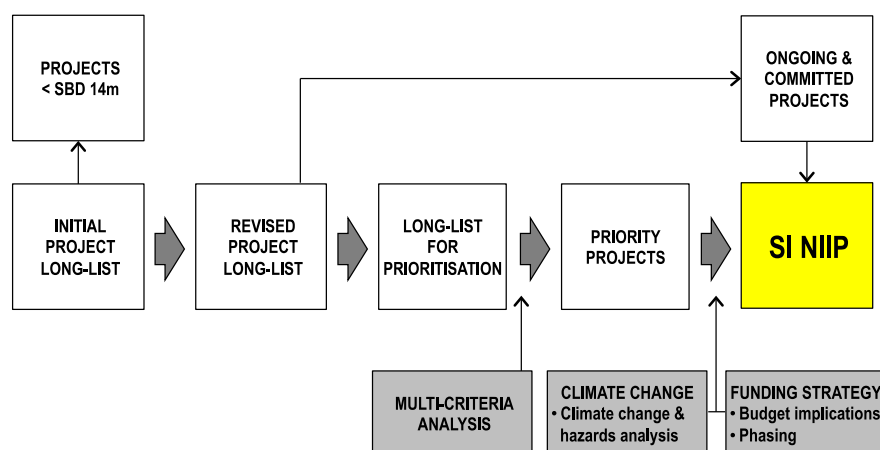 PROJECTS
< SBD 14m
ONGOING &
COMMITTED
PROJECTS
INITIAL
PROJECT
LONG-LIST
REVISED
PROJECT
LONG-LIST
LONG-LIST
FOR
PRIORITISATION
PRIORITY
PROJECTS
SI NIIP
MULTI-CRITERIA
ANALYSIS
CLIMATE CHANGE
• Climate change &
hazards analysis
FUNDING STRATEGY
• Budget implications
• Phasing